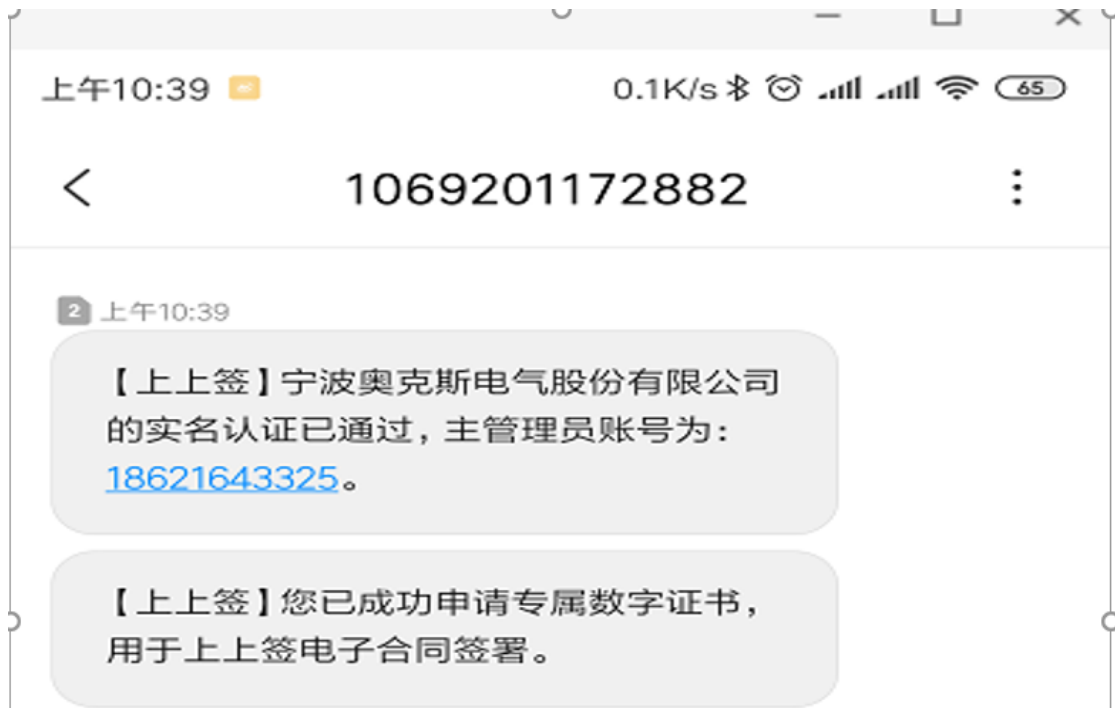 上午10:39
0.1K/s 65
1069201172882
2 上午10:39
【上上签】宁波奥克斯电气股份有限公司
的实名认证已通过，主管理员账号为：
18621643325。
【上上签】您已成功申请专属数字证书，
用于上上签电子合同签署。